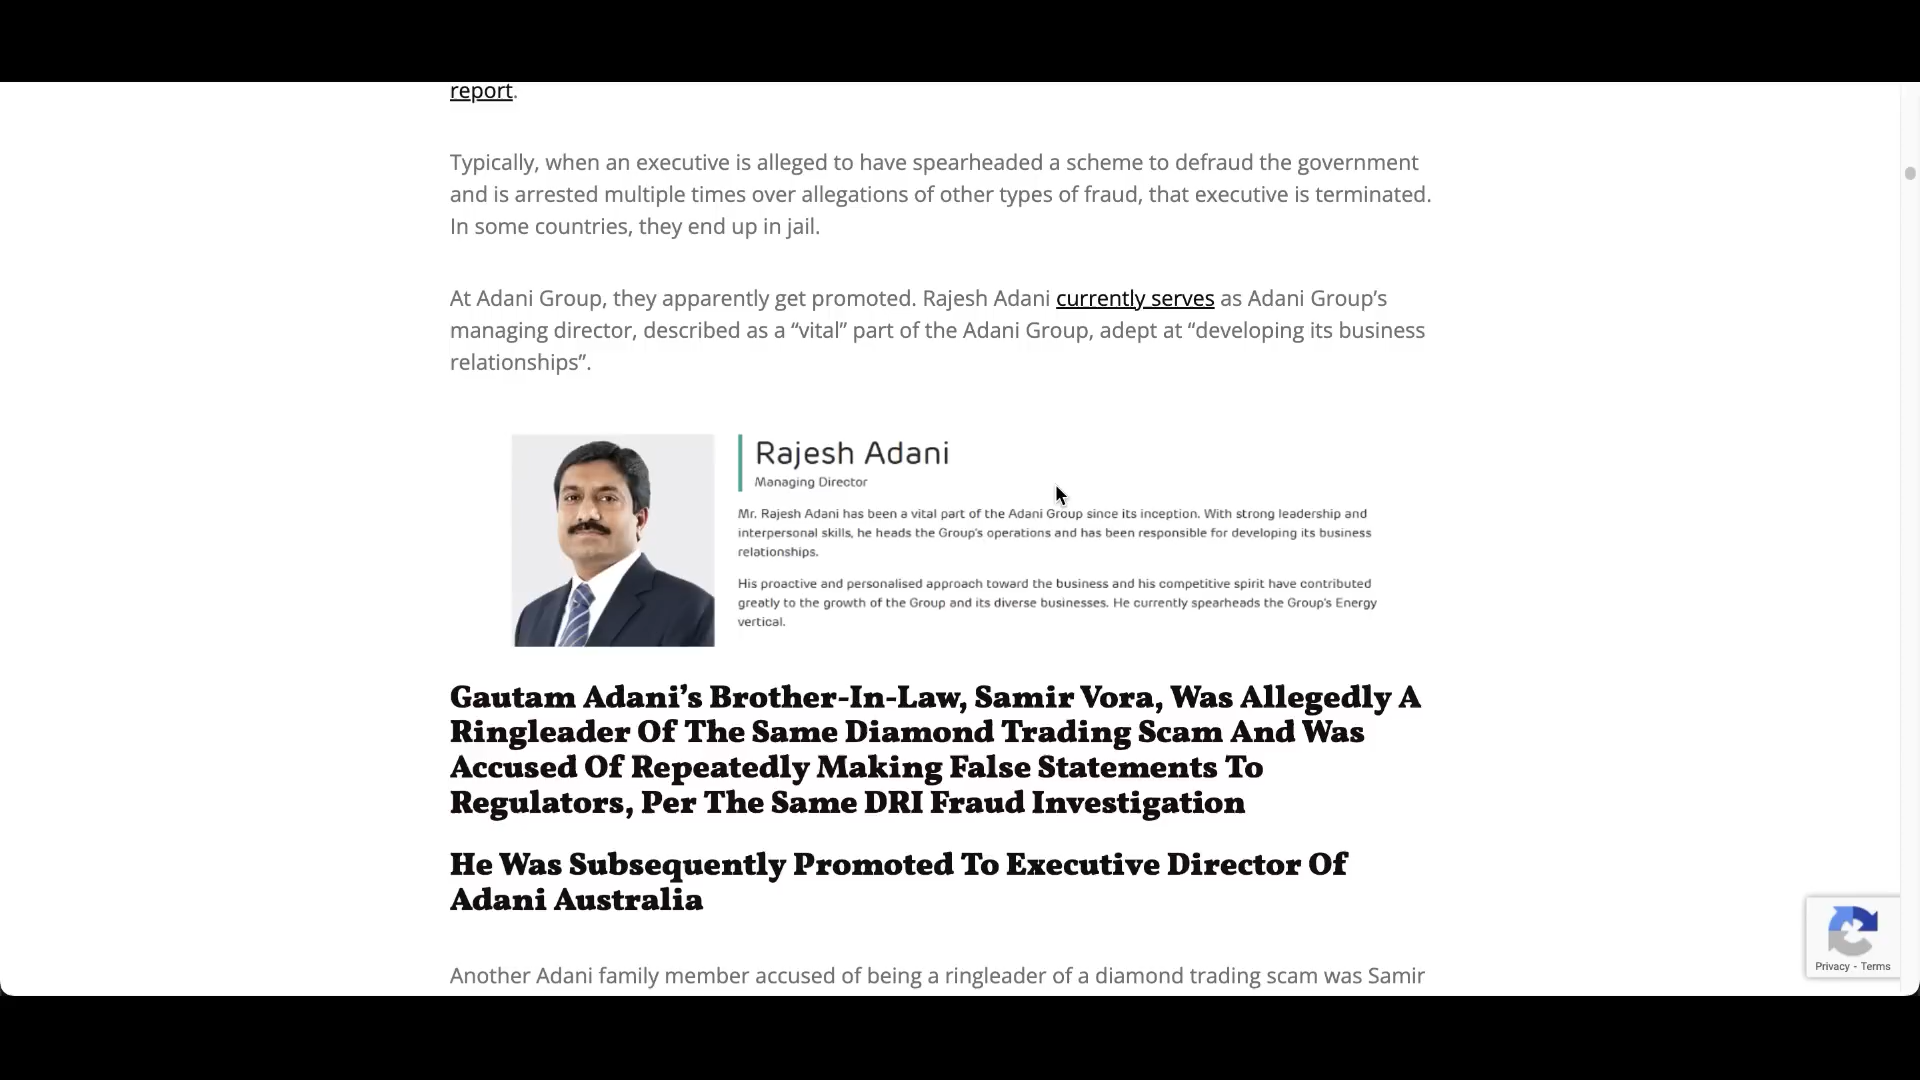 report.
Typically, when an executive is alleged to have spearheaded a scheme to defraud the government
and is arrested multiple times over allegations of other types of fraud, that executive is terminated.
In some countries, they end up in jail.
At Adani Group, they apparently get promoted. Rajesh Adani currently serves as Adani Group’s
managing director, described as a “vital” part of the Adani Group, adept at “developing its business
relationships”.
Rajesh Adani
Managing Director
Mr. Rajesh Adani has been a vital part of the Adani Group since its inception. With strong leadership and
interpersonal skills, he heads the Group's operations and has been responsible for developing its business
relationships.
His proactive and personalised approach toward the business and his competitive spirit have contributed
greatly to the growth of the Group and its diverse businesses. He currently spearheads the Group's Energy
vertical.
Gautam Adani’s Brother-In-Law, Samir Vora, Was Allegedly A
Ringleader Of The Same Diamond Trading Scam And Was
Accused Of Repeatedly Making False Statements To
Regulators, Per The Same DRI Fraud Investigation
He Was Subsequently Promoted To Executive Director Of
Adani Australia
Another Adani family member accused of being a ringleader of a diamond trading scam was Samir
Privacy - Terms